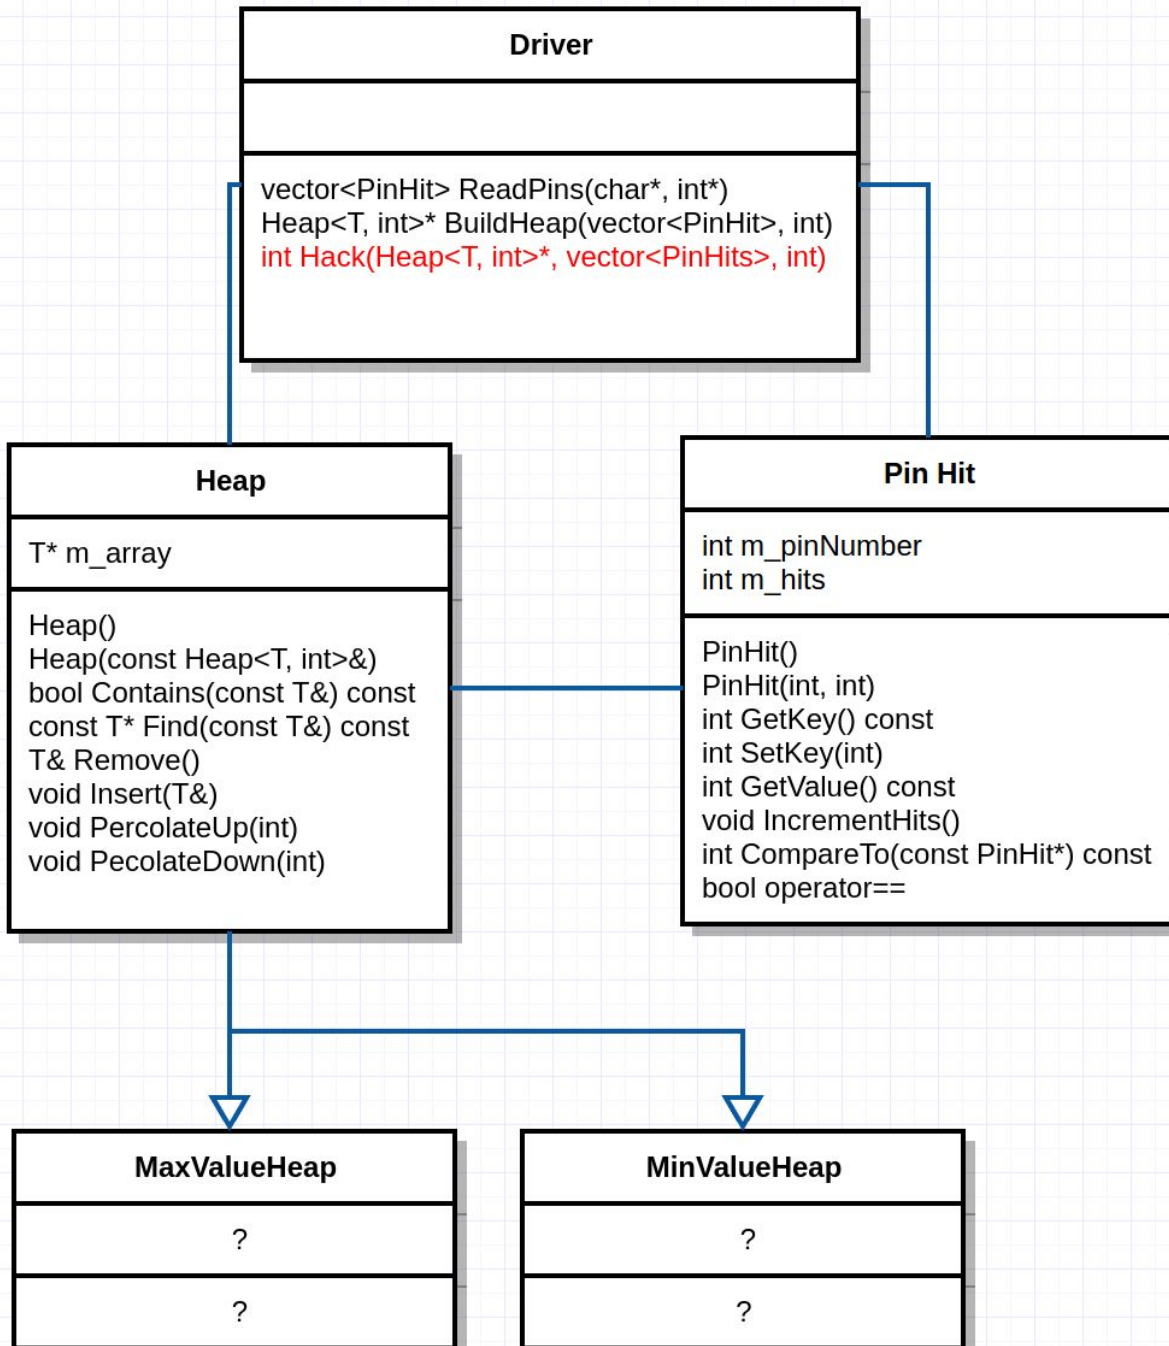 Driver
vector<PinHit> ReadPins(char*, int*)
Heap<T, int>* BuildHeap(vector<PinHit>, int)
int Hack(Heap<T, int>*, vector<PinHits>, int)
Heap
T* m_array
Heap()
Heap(const Heap<T, int>&)
bool Contains(const T&) const
const T* Find(const T&) const
T& Remove()
void Insert(T&)
void PercolateUp(int)
void PecolateDown(int)
Pin Hit
int m_pinNumber
int m_hits
PinHit()
PinHit(int, int)
int GetKey() const
int SetKey(int)
int GetValue() const
void IncrementHits()
int CompareTo(const PinHit*) const
bool operator==
MaxValueHeap
?
?
MinValueHeap
?
?